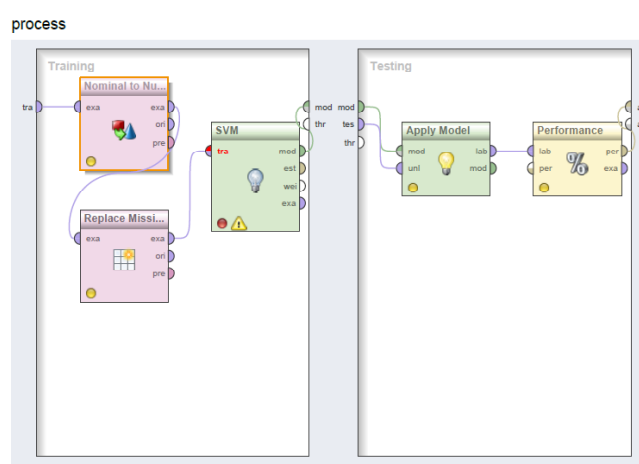 process
Training
Testing
Nominal to Nu...
tra
exa
exa
ori
pre
mod
thr
mod
tes
thr
SVM
tra
mod
est
wei
exa
Apply Model
mod
lab
unl
mod
Performance
lab
per
per
exa
%
Replace Missi...
exa
exa
ori
pre